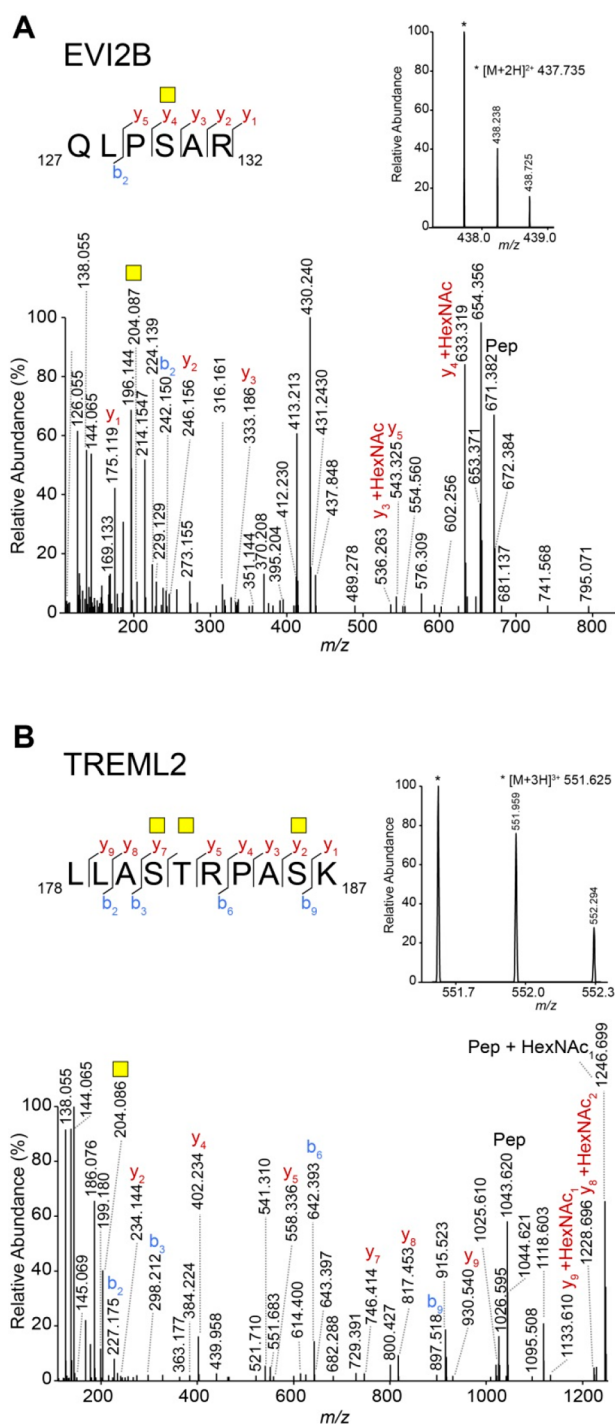 A
EVI2B
y5 y4 y3 y2 y1
127 QLPSAR 132
b2
*
* [M+2H]2+ 437.735
438.238
438.725
Relative Abundance
100
80
60
40
20
0
438.0 439.0
m/z
Relative Abundance (%)
100
80
60
40
20
0
126.055
138.055
144.065
y1
175.119
169.133
196.144
204.087
214.1547
224.139
229.129
b2
242.150
y2
246.156
273.155
316.161
y3
333.186
351.144
370.208
395.204
412.230
413.213
430.240
431.2430
437.848
489.278
y3 +HexNAc
536.263
y5
543.325
554.560
576.309
602.256
y4 +HexNAc
633.319
653.371
654.356
Pep
671.382
672.384
681.137
741.568
795.071
200 300 400 500 600 700 800
m/z
B
TREML2
y9 y8 y7 y5 y4 y3 y2 y1
178 LLASTRPASK 187
b2 b3 b6 b9
*
* [M+3H]3+ 551.625
551.959
552.294
Relative Abundance
100
80
60
40
20
0
551.7 552.0 552.3
m/z
Relative Abundance (%)
100
80
60
40
20
0
138.055
144.065
145.069
186.076
199.180
204.086
b2
227.175
y2
234.144
b3
298.212
363.177
384.224
y4
402.234
439.958
521.710
541.310
551.683
y5
558.336
614.400
b6
642.393
643.397
682.288
729.391
y7
746.414
800.427
y8
817.453
b9
897.518
915.523
y9
930.540
1025.610
1026.595
Pep
1043.620
1044.621
1095.508
1118.603
y9 +HexNAc1
1133.610
y8 +HexNAc2
1228.696
Pep + HexNAc1
1246.699
200 400 600 800 1000 1200
m/z